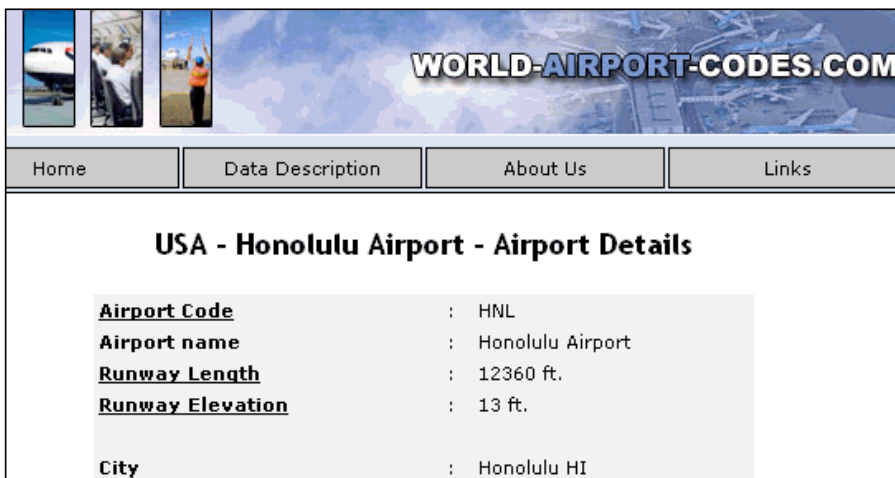 WORLD-AIRPORT-CODES.COM
Home Data Description About Us Links
USA - Honolulu Airport - Airport Details
Airport Code : HNL
Airport name : Honolulu Airport
Runway Length : 12360 ft.
Runway Elevation : 13 ft.
City : Honolulu HI